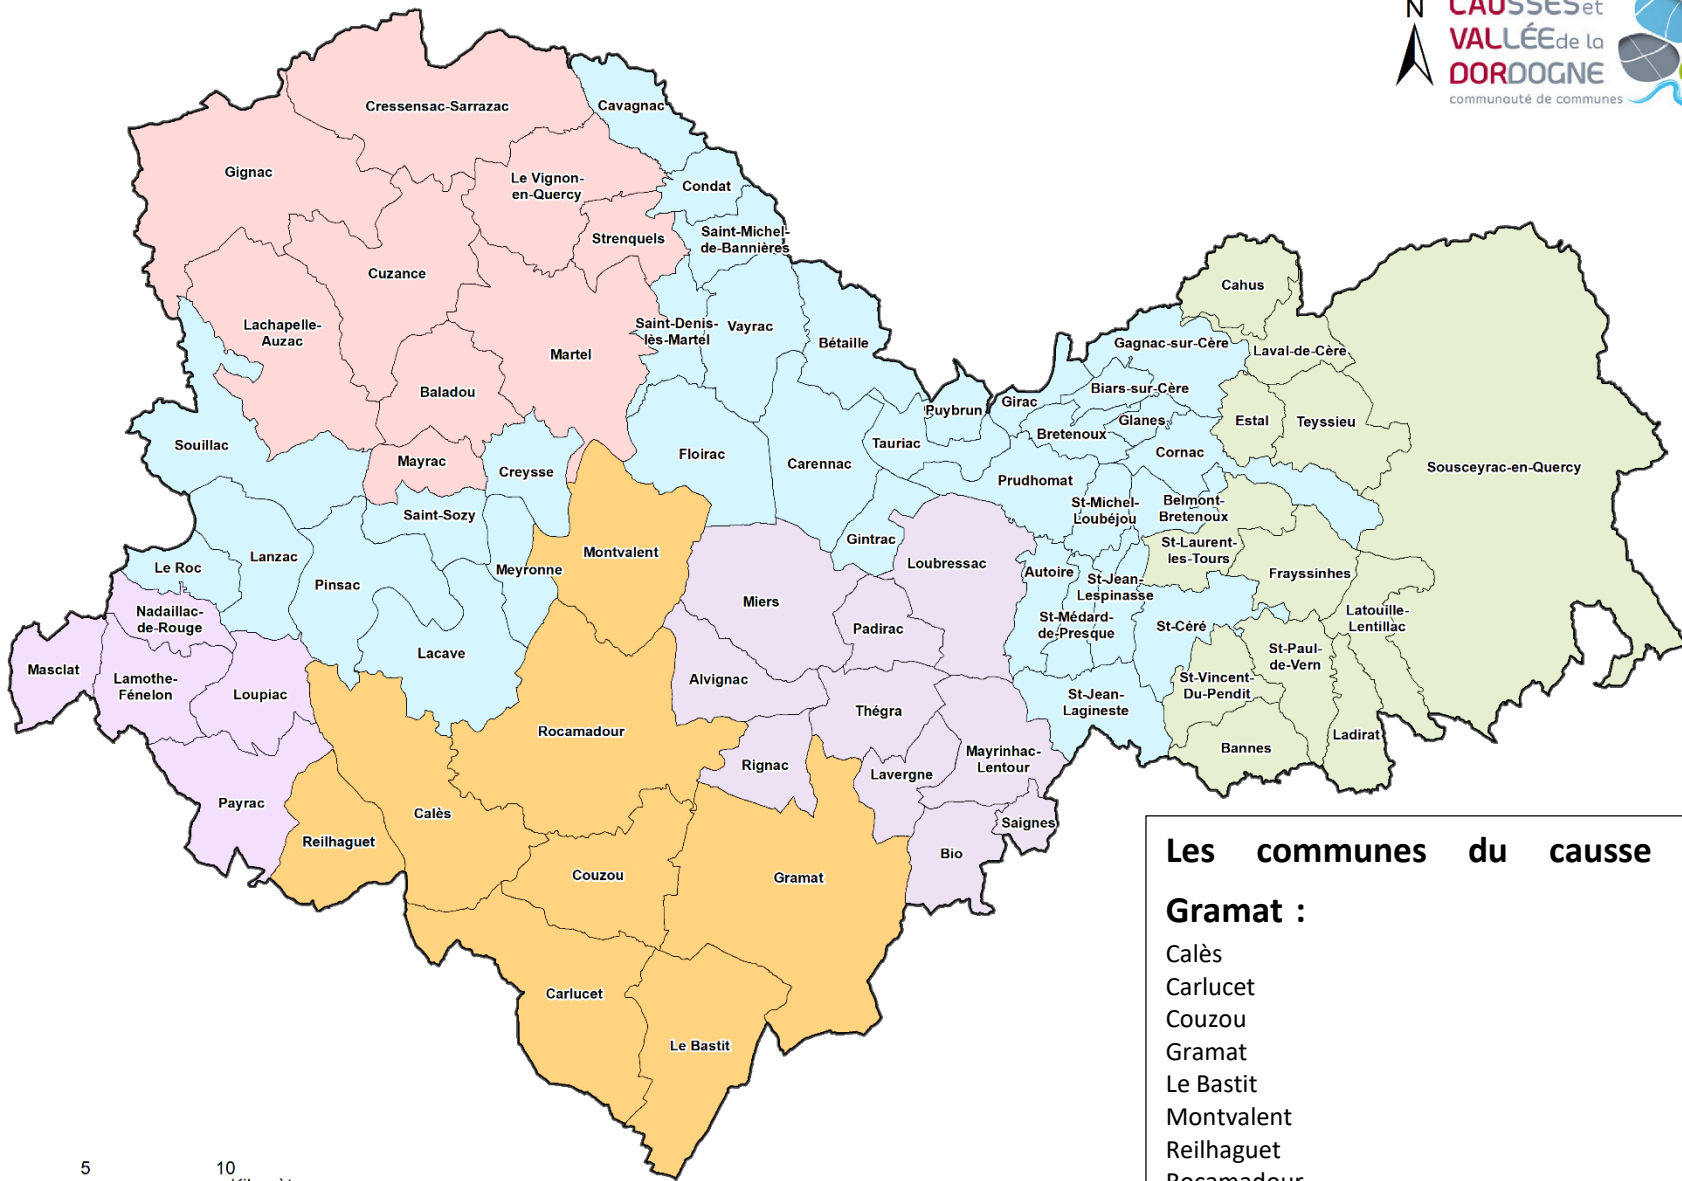 N
CAUSSES et
VALLÉE de la
DORDOGNE
communauté de communes
Cressensac-Sarrazac
Cavagnac
Gignac
Le Vignon-
en-Quercy
Condat
Strenquels
Saint-Michel-
de-Bannières
Cuzance
Cahus
Lachapelle-
Auzac
Saint-Denis-
lès-Martel
Vayrac
Bétaille
Martel
Gagnac-sur-Cère
Laval-de-Cère
Baladou
Biars-sur-Cère
Girac
Puybrun
Glanes
Estal
Teyssieu
Souillac
Tauriac
Bretenoux
Mayrac
Creysse
Floirac
Carennac
Cornac
Sousceyrac-en-Quercy
Prudhomat
Saint-Sozy
St-Michel-
Loubéjou
Belmont-
Bretenoux
Gintrac
St-Laurent-
les-Tours
Montvalent
Lanzac
Le Roc
Pinsac
Meyronne
Loubressac
Autoire
St-Jean-
Lespinasse
Frayssinhes
Miers
Nadaillac-
de-Rouge
Padirac
St-Médard-
de-Presque
St-Céré
Latouille-
Lentillac
Lacave
St-Paul-
de-Vern
Masclat
Lamothe-
Fénelon
Loupiac
Alvignac
St-Vincent-
Du-Pendit
St-Jean-
Lagineste
Thégra
Rocamadour
Ladirat
Bannes
Mayrinhac-
Lentour
Rignac
Lavergne
Payrac
Calès
Saignes
Reilhaguet
Bio
Couzou
Gramat
Carlucet
Le Bastit
5 10
Les communes du causse
Gramat :
Calès
Carlucet
Couzou
Gramat
Le Bastit
Montvalent
Reilhaguet
Rocamadour